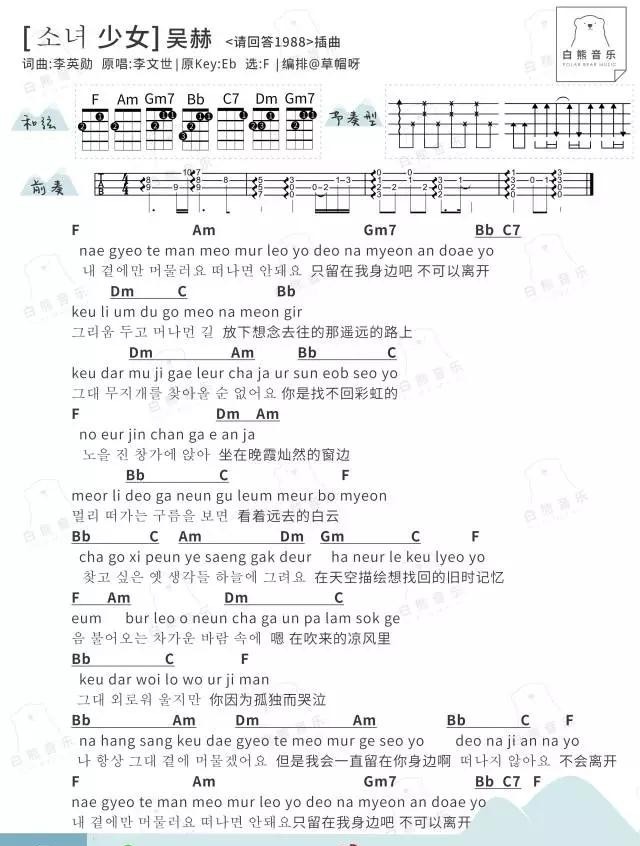 [ 소녀 少女 ] 吴赫 <请回答1988>插曲
白熊音乐
POLAR BEAR MUSIC
词曲:李英勋 原唱:李文世|原Key:Eb 选:F |编排@草帽呀
和弦 F Am Gm7 Bb C7 Dm Gm7 节奏型
前奏
F Am Gm7 Bb C7
nae gyeo te man meo mur leo yo deo na myeon an doae yo
내 곁에만 머물러요 떠나면 안돼요 只留在我身边吧 不可以离开
Dm C Bb
keu li um du go meo na meon gir
그리움 두고 머나먼 길 放下想念去往的那遥远的路上
Dm Am Bb C
keu dar mu ji gae leur cha ja ur sun eob seo yo
그대 무지개를 찾아올 순 없어요 你是找不回彩虹的
F Dm Am
no eur jin chan ga e an ja
노을 진 창가에 앉아 坐在晚霞灿然的窗边
Bb C F
meor li deo ga neun gu leum meur bo myeon
멀리 떠가는 구름을 보면 看着远去的白云
Bb C Am Dm Gm C F
cha go xi peun ye saeng gak deur ha neur le keu lyeo yo
찾고 싶은 옛 생각들 하늘에 그려요 在天空描绘想找回的旧时记忆
F Am Dm C
eum bur leo o neun cha ga un pa lam sok ge
음 불어오는 차가운 바람 속에 嗯 在吹来的凉风里
Bb C F
keu dar woi lo wo ur ji man
그대 외로워 울지만 你因为孤独而哭泣
Bb Am Dm Am Bb C F
na hang sang keu dae gyeo te meo mur ge seo yo deo na ji an na yo
나 항상 그대 곁에 머물겠어요 但是我会一直留在你身边啊 떠나지 않아요 不会离开
F Am Gm7 Bb C7 F
nae gyeo te man meo mur leo yo deo na myeon an doae yo
내 곁에만 머물러요 떠나면 안돼요只留在我身边吧 不可以离开